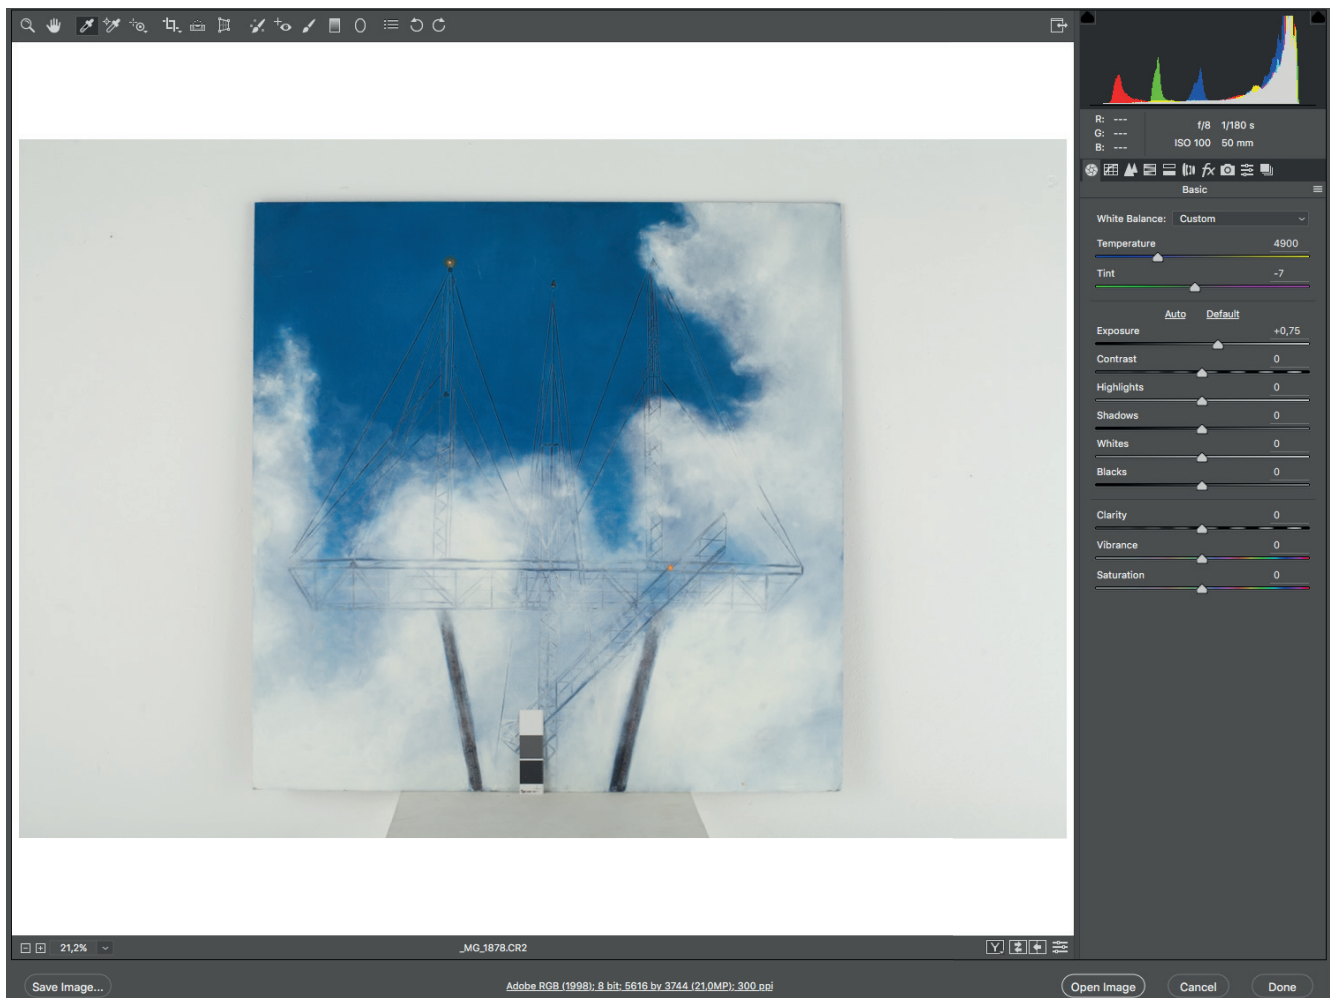 R: ---
G: ---
B: ---
f/8 1/180 s
ISO 100 50 mm
fx
Basic
White Balance: Custom
Temperature 4900
Tint -7
Auto Default
Exposure +0,75
Contrast 0
Highlights 0
Shadows 0
Whites 0
Blacks 0
Clarity 0
Vibrance 0
Saturation 0
21,2%
_MG_1878.CR2
Y
Save Image...
Adobe RGB (1998); 8 bit; 5616 by 3744 (21,0MP); 300 ppi
Open Image
Cancel
Done